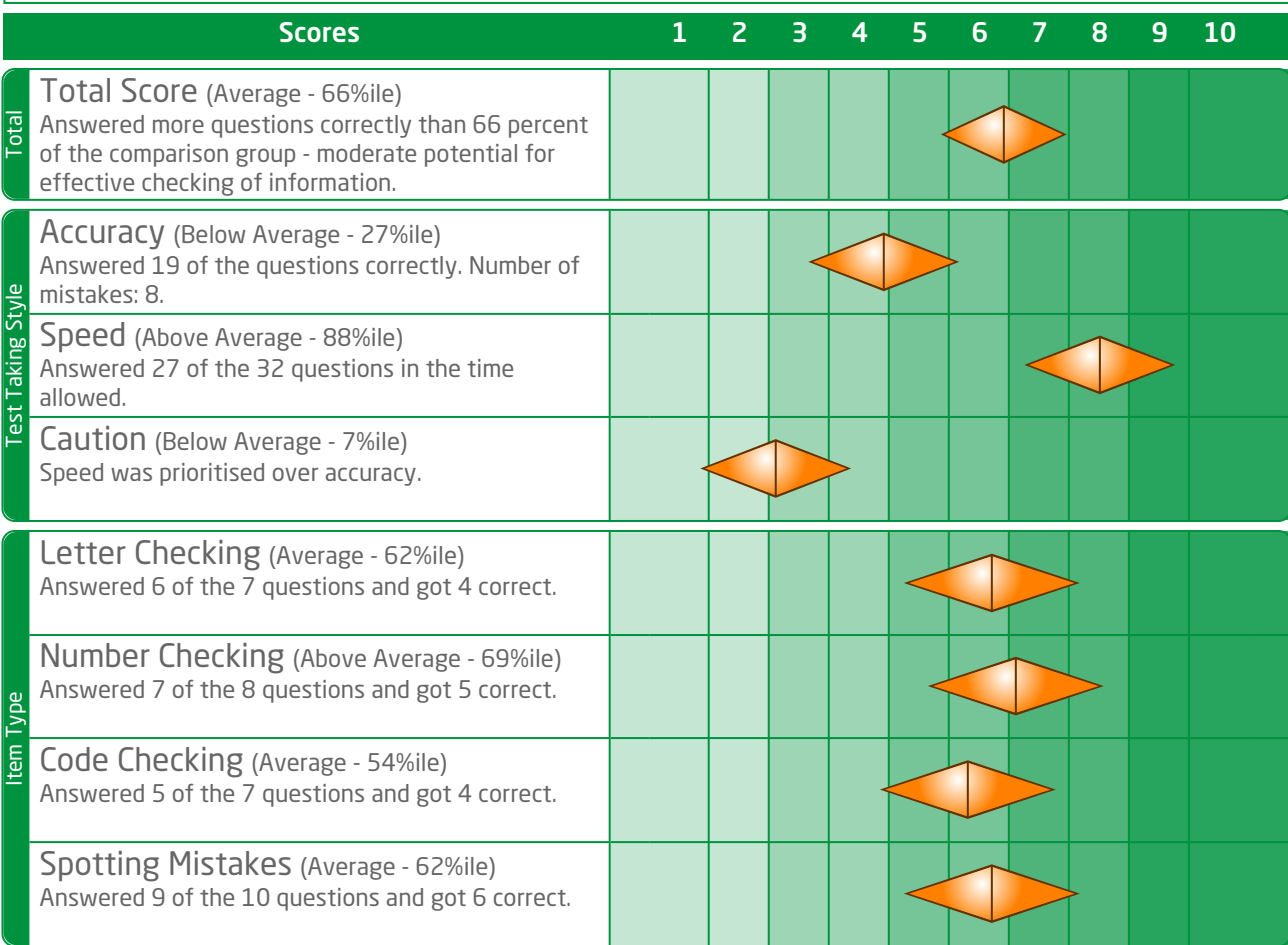 Scores 1 2 3 4 5 6 7 8 9 10
Total
Total Score (Average - 66%ile)
Answered more questions correctly than 66 percent
of the comparison group - moderate potential for
effective checking of information.
Test Taking Style
Accuracy (Below Average - 27%ile)
Answered 19 of the questions correctly. Number of
mistakes: 8.
Speed (Above Average - 88%ile)
Answered 27 of the 32 questions in the time
allowed.
Caution (Below Average - 7%ile)
Speed was prioritised over accuracy.
Item Type
Letter Checking (Average - 62%ile)
Answered 6 of the 7 questions and got 4 correct.
Number Checking (Above Average - 69%ile)
Answered 7 of the 8 questions and got 5 correct.
Code Checking (Average - 54%ile)
Answered 5 of the 7 questions and got 4 correct.
Spotting Mistakes (Average - 62%ile)
Answered 9 of the 10 questions and got 6 correct.